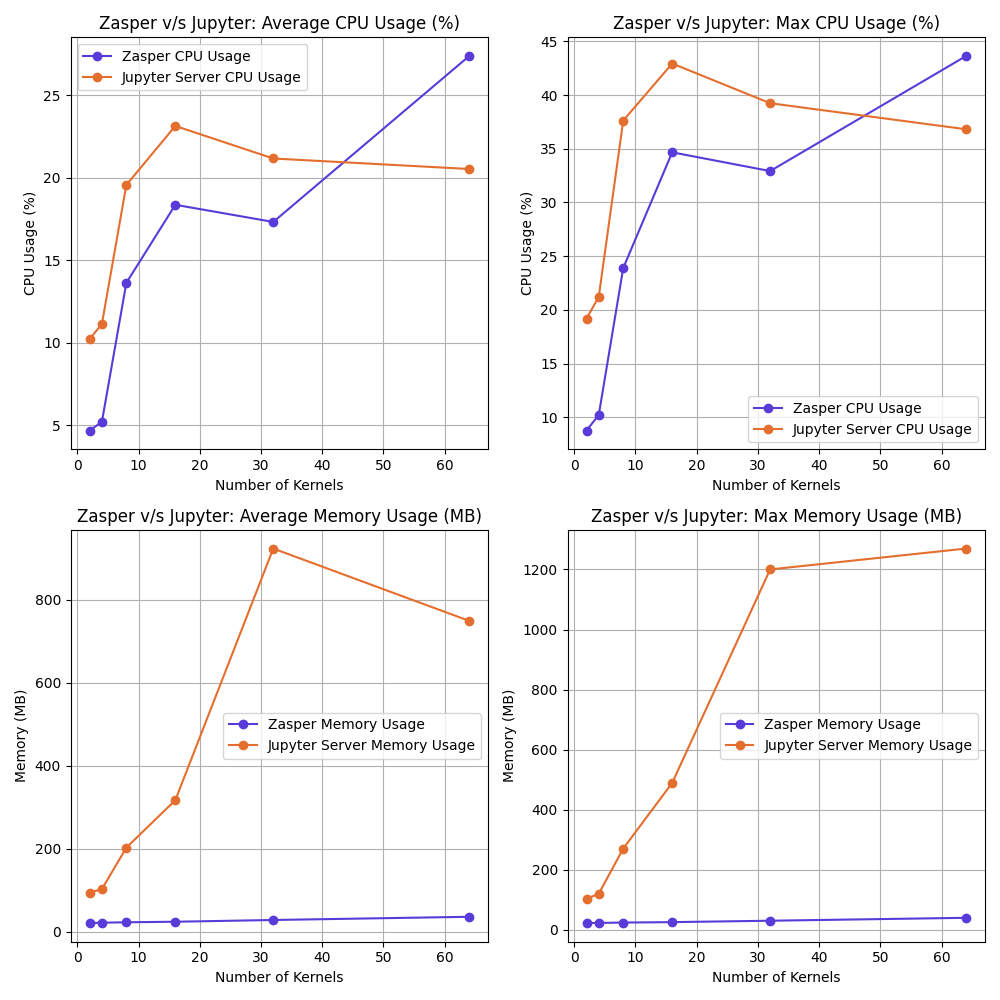 Zasper v/s Jupyter: Average CPU Usage (%)
Zasper CPU Usage
Jupyter Server CPU Usage
CPU Usage (%)
25
20
15
10
5
0 10 20 30 40 50 60
Number of Kernels
Zasper v/s Jupyter: Max CPU Usage (%)
CPU Usage (%)
45
40
35
30
25
20
15
10
Zasper CPU Usage
Jupyter Server CPU Usage
0 10 20 30 40 50 60
Number of Kernels
Zasper v/s Jupyter: Average Memory Usage (MB)
Memory (MB)
800
600
400
200
0
Zasper Memory Usage
Jupyter Server Memory Usage
0 10 20 30 40 50 60
Number of Kernels
Zasper v/s Jupyter: Max Memory Usage (MB)
Memory (MB)
1200
1000
800
600
400
200
0
Zasper Memory Usage
Jupyter Server Memory Usage
0 10 20 30 40 50 60
Number of Kernels